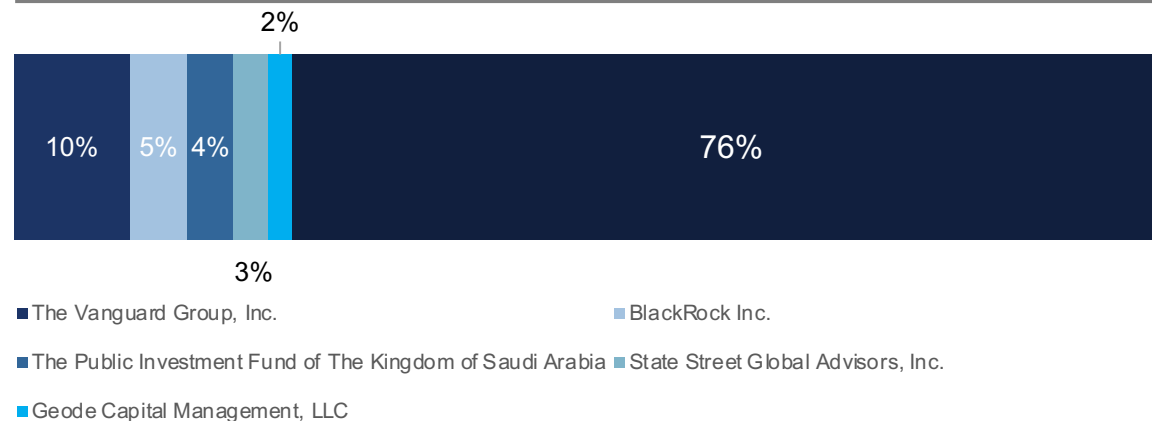 2%
10% 5% 4% 76%
3%
The Vanguard Group, Inc. BlackRock Inc.
The Public Investment Fund of The Kingdom of Saudi Arabia State Street Global Advisors, Inc.
Geode Capital Management, LLC